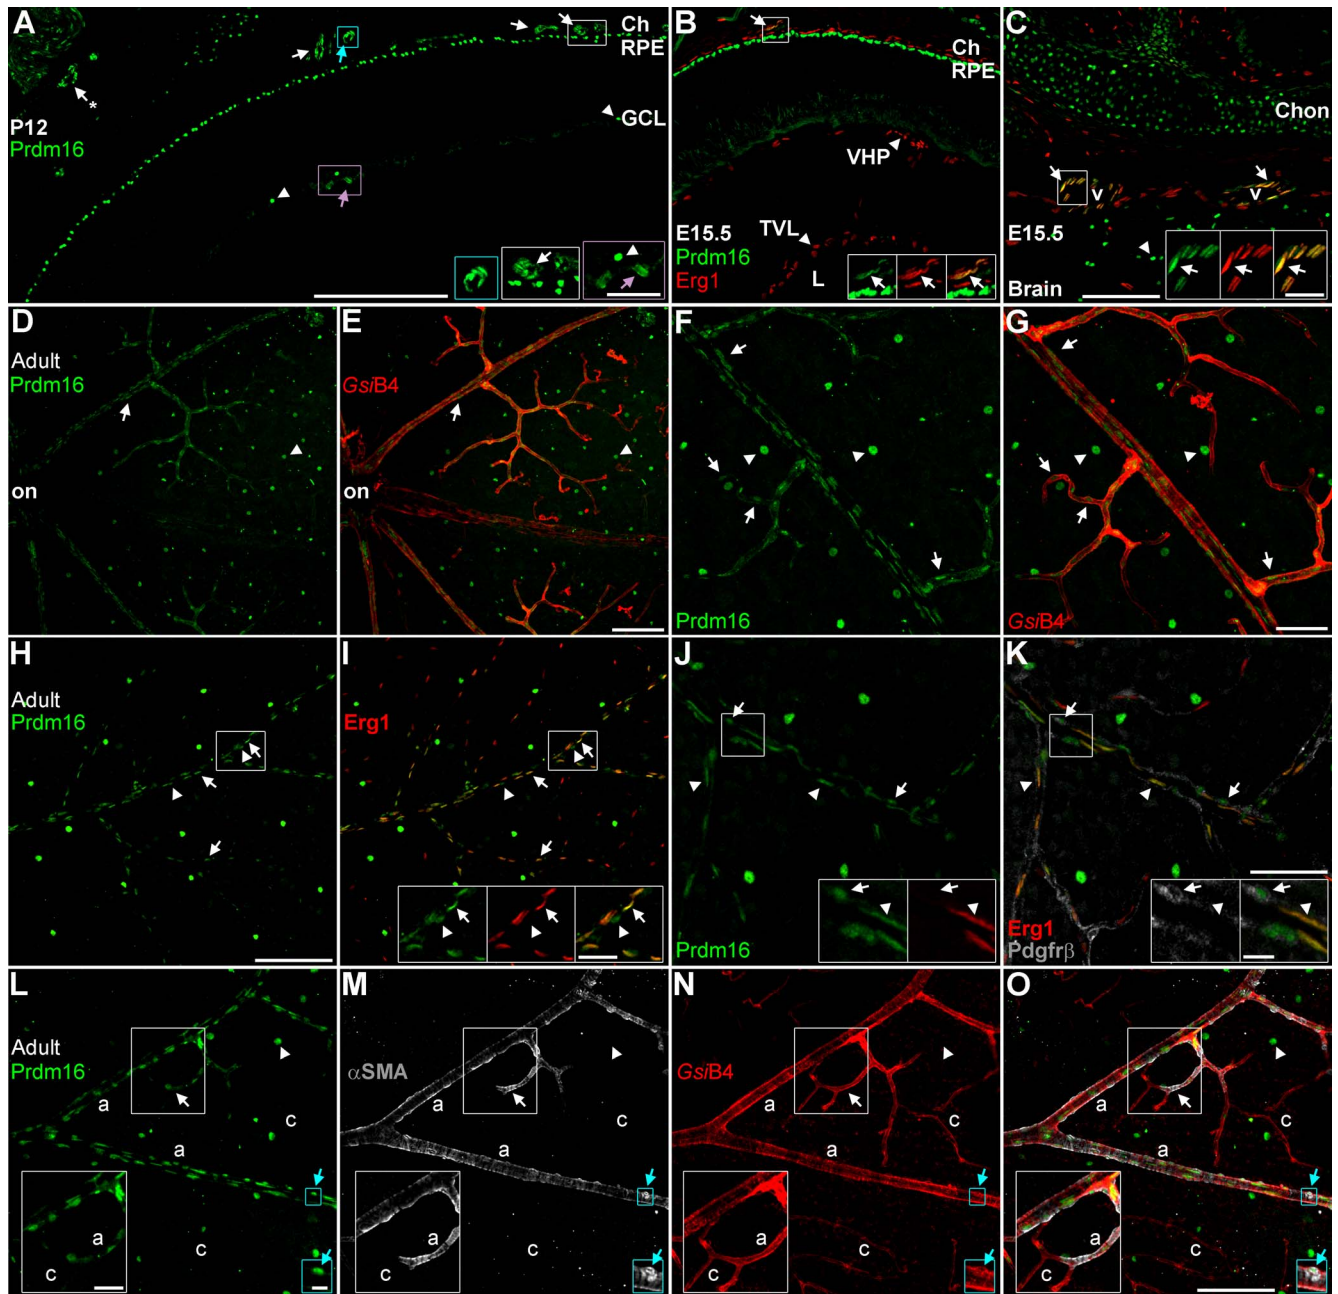 A
Ch
RPE
*
P12
Prdm16
GCL
B
Ch
RPE
VHP
TVL
E15.5
Prdm16
Erg1
L
C
Chon
v
v
E15.5
Brain
D
Adult
Prdm16
on
E
GsiB4
on
F
Prdm16
G
GsiB4
H
Adult
Prdm16
I
Erg1
J
Prdm16
K
Erg1
Pdgfrβ
L
Adult
Prdm16
a
c
a
a
c
c
M
αSMA
a
c
a
a
c
c
N
GsiB4
a
c
a
a
c
c
O
a
c
a
a
c
c